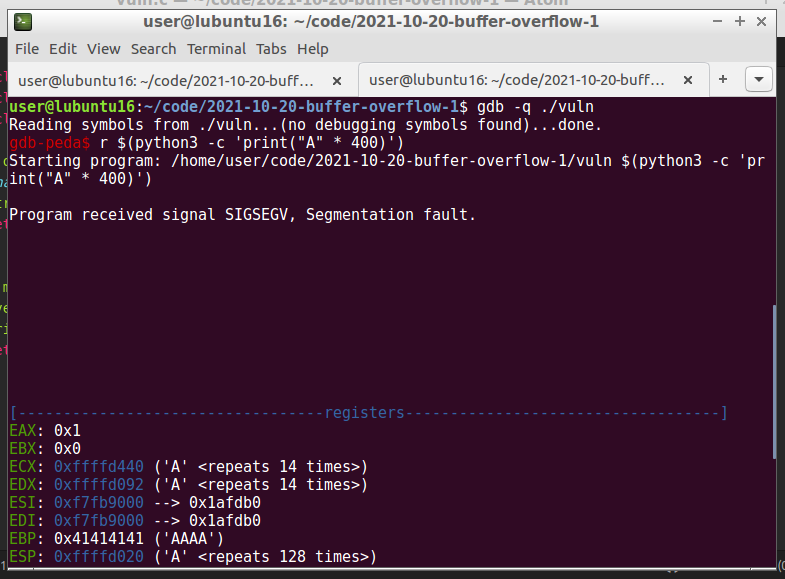 vuln.c — ~/code/2021-10-20-buffer-overflow-1 — Atom
user@lubuntu16: ~/code/2021-10-20-buffer-overflow-1
File Edit View Search Terminal Tabs Help
user@lubuntu16: ~/code/2021-10-20-buff... × user@lubuntu16: ~/code/2021-10-20-buff... ×
user@lubuntu16:~/code/2021-10-20-buffer-overflow-1$ gdb -q ./vuln
Reading symbols from ./vuln...(no debugging symbols found)...done.
gdb-peda$ r $(python3 -c 'print("A" * 400)')
Starting program: /home/user/code/2021-10-20-buffer-overflow-1/vuln $(python3 -c 'pr
int("A" * 400)')
Program received signal SIGSEGV, Segmentation fault.
[----------------------------------registers-----------------------------------]
EAX: 0x1
EBX: 0x0
ECX: 0xffffd440 ('A' <repeats 14 times>)
EDX: 0xffffd092 ('A' <repeats 14 times>)
ESI: 0xf7fb9000 --> 0x1afdb0
EDI: 0xf7fb9000 --> 0x1afdb0
EBP: 0x41414141 ('AAAA')
ESP: 0xffffd020 ('A' <repeats 128 times>)